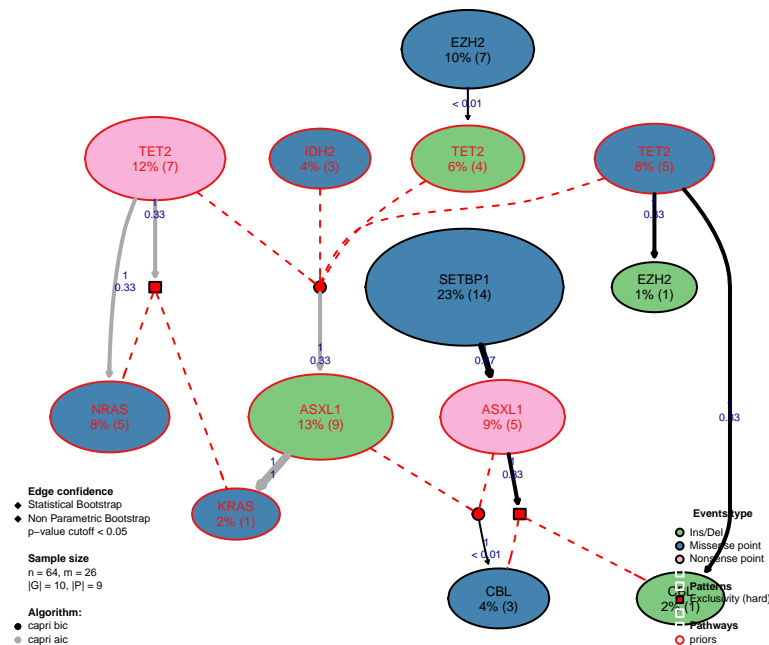 EZH2
10% (7)
< 0.01
TET2
12% (7)
IDH2
4% (3)
TET2
6% (4)
TET2
8% (5)
1
0.33
0.33
SETBP1
23% (14)
EZH2
1% (1)
1
0.33
1
0.33
NRAS
8% (5)
ASXL1
13% (9)
ASXL1
9% (5)
1
1
1
0.33
KRAS
2% (1)
1
< 0.01
CBL
4% (3)
2% (1)
Edge confidence
Statistical Bootstrap
Non Parametric Bootstrap
p−value cutoff < 0.05
Sample size
n = 64, m = 26
|G| = 10, |P| = 9
Algorithm:
capri bic
capri aic
Events type
Ins/Del
Missense point
Nonsense point
Patterns
Exclusivity (hard)
Pathways
priors